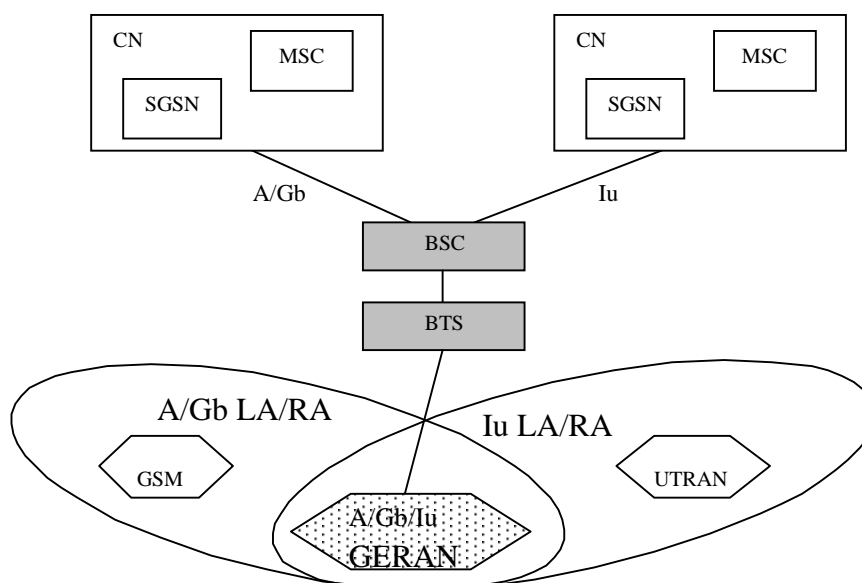 CN
MSC
SGSN
CN
MSC
SGSN
A/Gb
Iu
BSC
BTS
A/Gb LA/RA
Iu LA/RA
GSM
UTRAN
A/Gb/Iu
GERAN